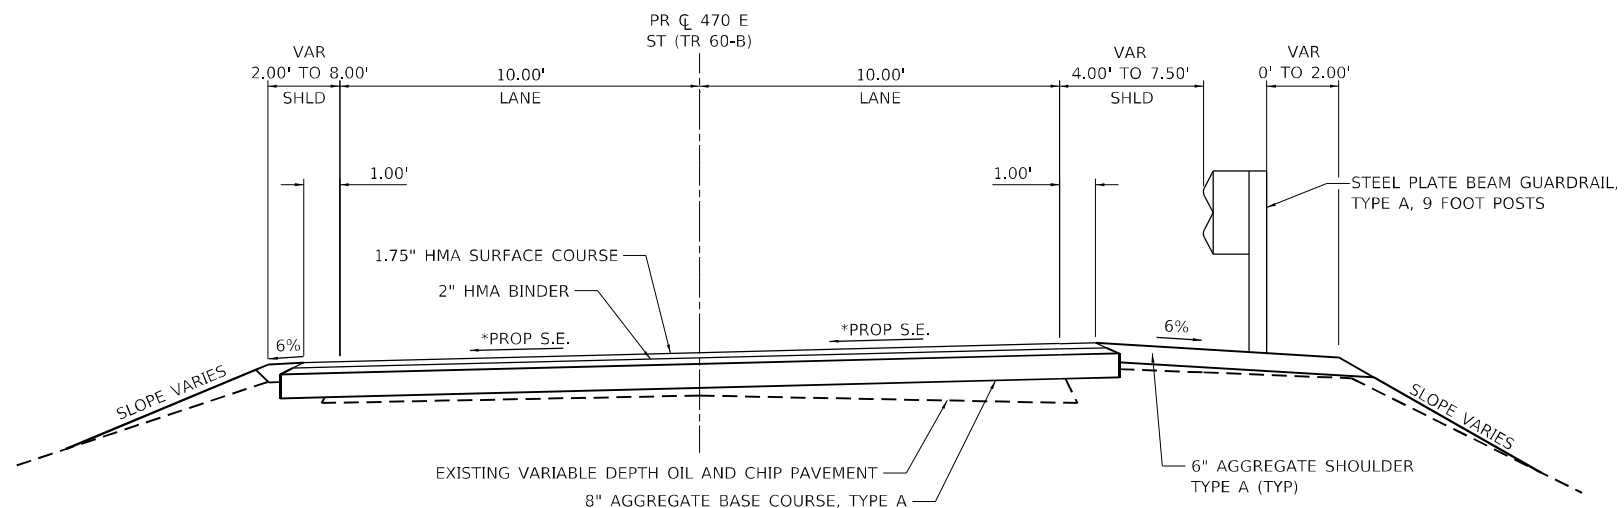 PR ℄ 470 E
ST (TR 60-B)
VAR
2.00' TO 8.00'
SHLD
10.00'
LANE
10.00'
LANE
VAR
4.00' TO 7.50'
SHLD
VAR
0' TO 2.00'
1.00'
1.00'
STEEL PLATE BEAM GUARDRAIL,
TYPE A, 9 FOOT POSTS
1.75" HMA SURFACE COURSE
2" HMA BINDER
6%
*PROP S.E.
*PROP S.E.
6%
SLOPE VARIES
SLOPE VARIES
EXISTING VARIABLE DEPTH OIL AND CHIP PAVEMENT
8" AGGREGATE BASE COURSE, TYPE A
6" AGGREGATE SHOULDER
TYPE A (TYP)